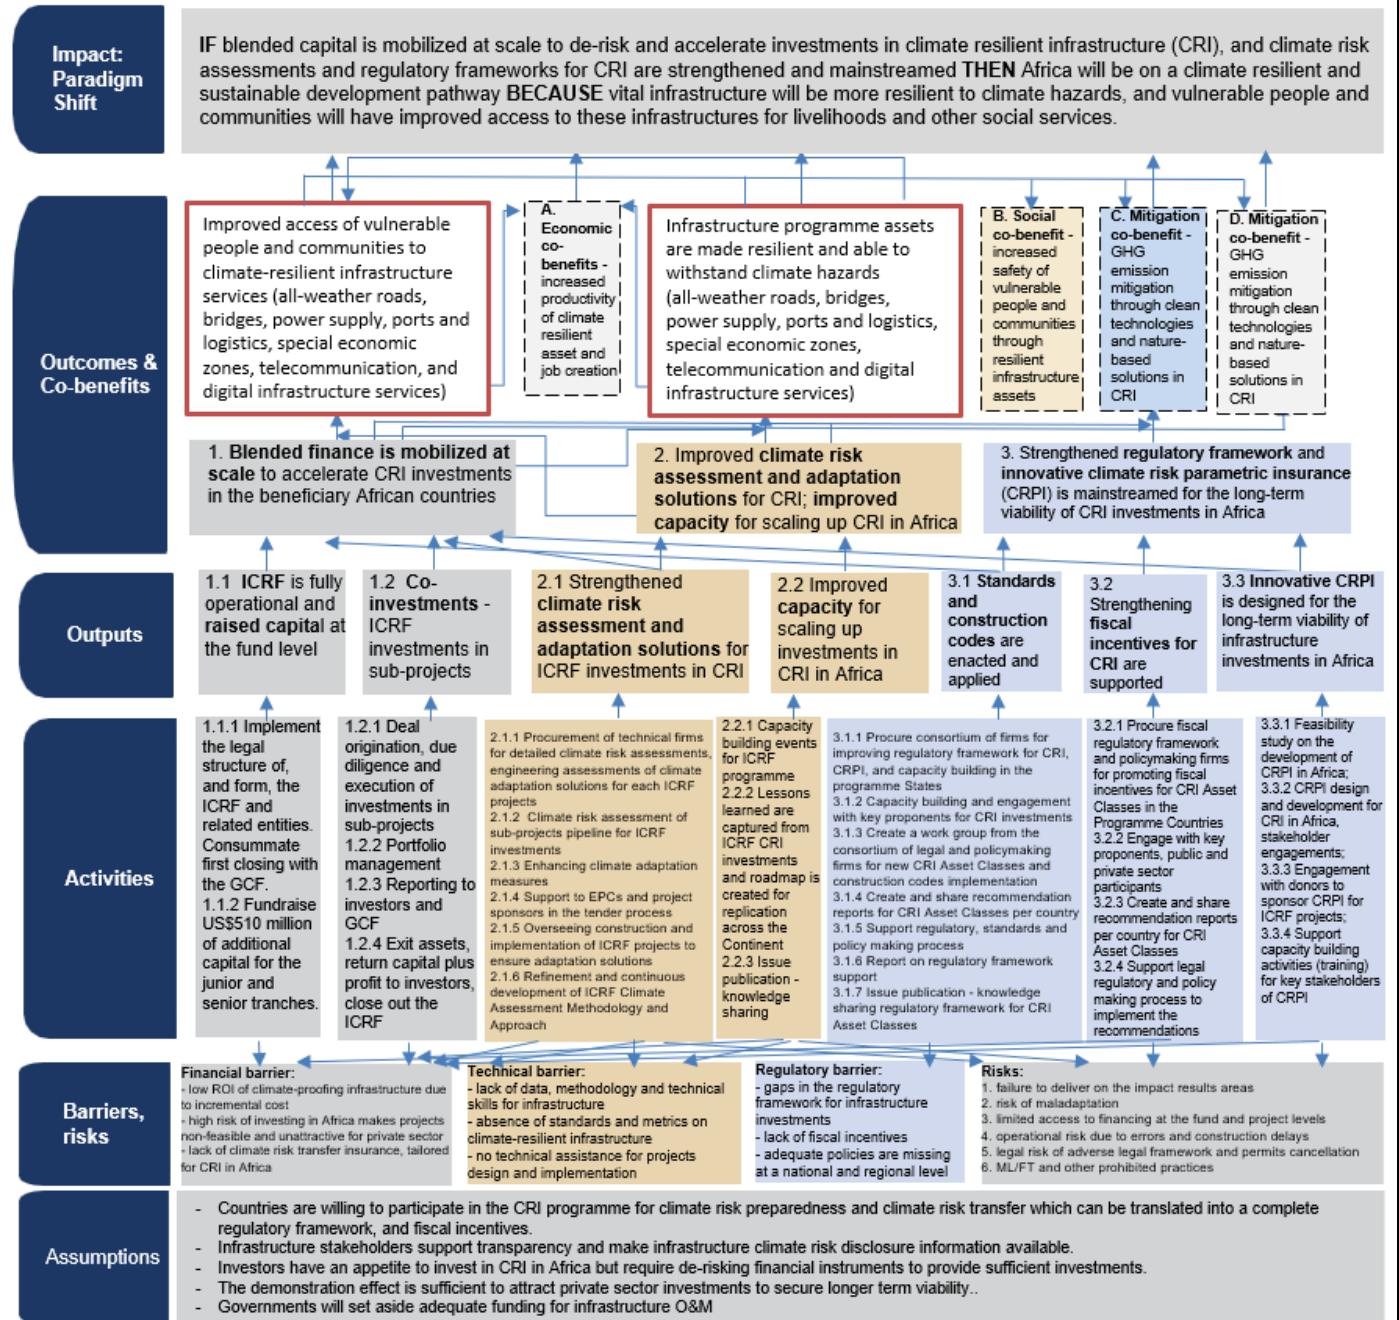 Impact:
Paradigm
Shift
IF blended capital is mobilized at scale to de-risk and accelerate investments in climate resilient infrastructure (CRI), and climate risk
assessments and regulatory frameworks for CRI are strengthened and mainstreamed THEN Africa will be on a climate resilient and
sustainable development pathway BECAUSE vital infrastructure will be more resilient to climate hazards, and vulnerable people and
communities will have improved access to these infrastructures for livelihoods and other social services.
Outcomes &
Co-benefits
Improved access of vulnerable
people and communities to
climate-resilient infrastructure
services (all-weather roads,
bridges, power supply, ports and
logistics, special economic
zones, telecommunication, and
digital infrastructure services)
A.
Economic
co-
benefits -
increased
productivity
of climate
resilient
asset and
job creation
Infrastructure programme assets
are made resilient and able to
withstand climate hazards
(all-weather roads, bridges,
power supply, ports and logistics,
special economic zones,
telecommunication and digital
infrastructure services)
B. Social
co-benefit -
increased
safety of
vulnerable
people and
communities
through
resilient
infrastructure
assets
C. Mitigation
co-benefit -
GHG
emission
mitigation
through clean
technologies
and nature-
based
solutions in
CRI
D. Mitigation
co-benefit -
GHG
emission
mitigation
through clean
technologies
and nature-
based
solutions in
CRI
1. Blended finance is mobilized at
scale to accelerate CRI investments
in the beneficiary African countries
2. Improved climate risk
assessment and adaptation
solutions for CRI; improved
capacity for scaling up CRI in Africa
3. Strengthened regulatory framework and
innovative climate risk parametric insurance
(CRPI) is mainstreamed for the long-term
viability of CRI investments in Africa
Outputs
1.1 ICRF is fully
operational and
raised capital at
the fund level
1.2 Co-
investments -
ICRF
investments in
sub-projects
2.1 Strengthened
climate risk
assessment and
adaptation solutions for
ICRF investments in CRI
2.2 Improved
capacity for
scaling up
investments in
CRI in Africa
3.1 Standards
and
construction
codes are
enacted and
applied
3.2
Strengthening
fiscal
incentives for
CRI are
supported
3.3 Innovative CRPI
is designed for the
long-term viability of
infrastructure
investments in Africa
Activities
1.1.1 Implement
the legal
structure of,
and form, the
ICRF and
related entities.
Consummate
first closing with
the GCF.
1.1.2 Fundraise
US$510 million
of additional
capital for the
junior and
senior tranches.
1.2.1 Deal
origination, due
diligence and
execution of
investments in
sub-projects
1.2.2 Portfolio
management
1.2.3 Reporting to
investors and
GCF
1.2.4 Exit assets,
return capital plus
profit to investors,
close out the
ICRF
2.1.1 Procurement of technical firms
for detailed climate risk assessments,
engineering assessments of climate
adaptation solutions for each ICRF
projects
2.1.2 Climate risk assessment of
sub-projects pipeline for ICRF
investments
2.1.3 Enhancing climate adaptation
measures
2.1.4 Support to EPCs and project
sponsors in the tender process
2.1.5 Overseeing construction and
implementation of ICRF projects to
ensure adaptation solutions
2.1.6 Refinement and continuous
development of ICRF Climate
Assessment Methodology and
Approach
2.2.1 Capacity
building events
for ICRF
programme
2.2.2 Lessons
learned are
captured from
ICRF CRI
investments
and roadmap is
created for
replication
across the
Continent
2.2.3 Issue
publication -
knowledge
sharing
3.1.1 Procure consortium of firms for
improving regulatory framework for CRI,
CRPI, and capacity building in the
programme States
3.1.2 Capacity building and engagement
with key proponents for CRI investments
3.1.3 Create a work group from the
consortium of legal and policymaking
firms for new CRI Asset Classes and
construction codes implementation
3.1.4 Create and share recommendation
reports for CRI Asset Classes per country
3.1.5 Support regulatory, standards and
policy making process
3.1.6 Report on regulatory framework
support
3.1.7 Issue publication - knowledge
sharing regulatory framework for CRI
Asset Classes
3.2.1 Procure fiscal
regulatory framework
and policymaking firms
for promoting fiscal
incentives for CRI Asset
Classes in the
Programme Countries
3.2.2 Engage with key
proponents, public and
private sector
participants
3.2.3 Create and share
recommendation reports
per country for CRI
Asset Classes
3.2.4 Support legal
regulatory and policy
making process to
implement the
recommendations
3.3.1 Feasibility
study on the
development of
CRPI in Africa;
3.3.2 CRPI design
and development for
CRI in Africa,
stakeholder
engagements;
3.3.3 Engagement
with donors to
sponsor CRPI for
ICRF projects;
3.3.4 Support
capacity building
activities (training)
for key stakeholders
of CRPI
Barriers,
risks
Financial barrier:
- low ROI of climate-proofing infrastructure due
to incremental cost
- high risk of investing in Africa makes projects
non-feasible and unattractive for private sector
- lack of climate risk transfer insurance, tailored
for CRI in Africa
Technical barrier:
- lack of data, methodology and technical
skills for infrastructure
- absence of standards and metrics on
climate-resilient infrastructure
- no technical assistance for projects
design and implementation
Regulatory barrier:
- gaps in the regulatory
framework for infrastructure
investments
- lack of fiscal incentives
- adequate policies are missing
at a national and regional level
Risks:
1. failure to deliver on the impact results areas
2. risk of maladaptation
3. limited access to financing at the fund and project levels
4. operational risk due to errors and construction delays
5. legal risk of adverse legal framework and permits cancellation
6. ML/FT and other prohibited practices
Assumptions
- Countries are willing to participate in the CRI programme for climate risk preparedness and climate risk transfer which can be translated into a complete
regulatory framework, and fiscal incentives.
- Infrastructure stakeholders support transparency and make infrastructure climate risk disclosure information available.
- Investors have an appetite to invest in CRI in Africa but require de-risking financial instruments to provide sufficient investments.
- The demonstration effect is sufficient to attract private sector investments to secure longer term viability..
- Governments will set aside adequate funding for infrastructure O&M